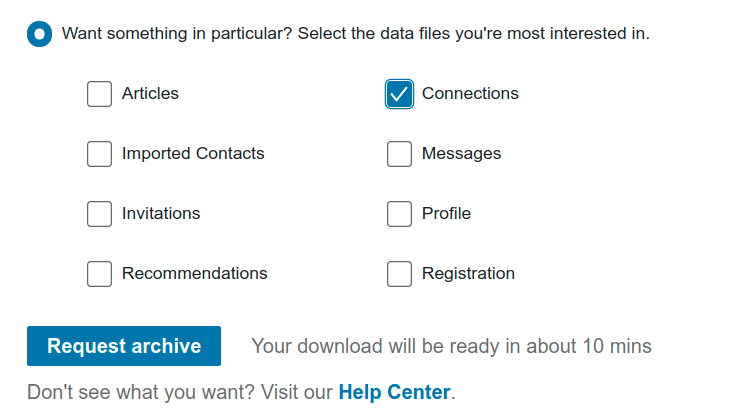 Want something in particular? Select the data files you're most interested in.
Articles
Connections
Imported Contacts
Messages
Invitations
Profile
Recommendations
Registration
Request archive
Your download will be ready in about 10 mins
Don't see what you want? Visit our Help Center.